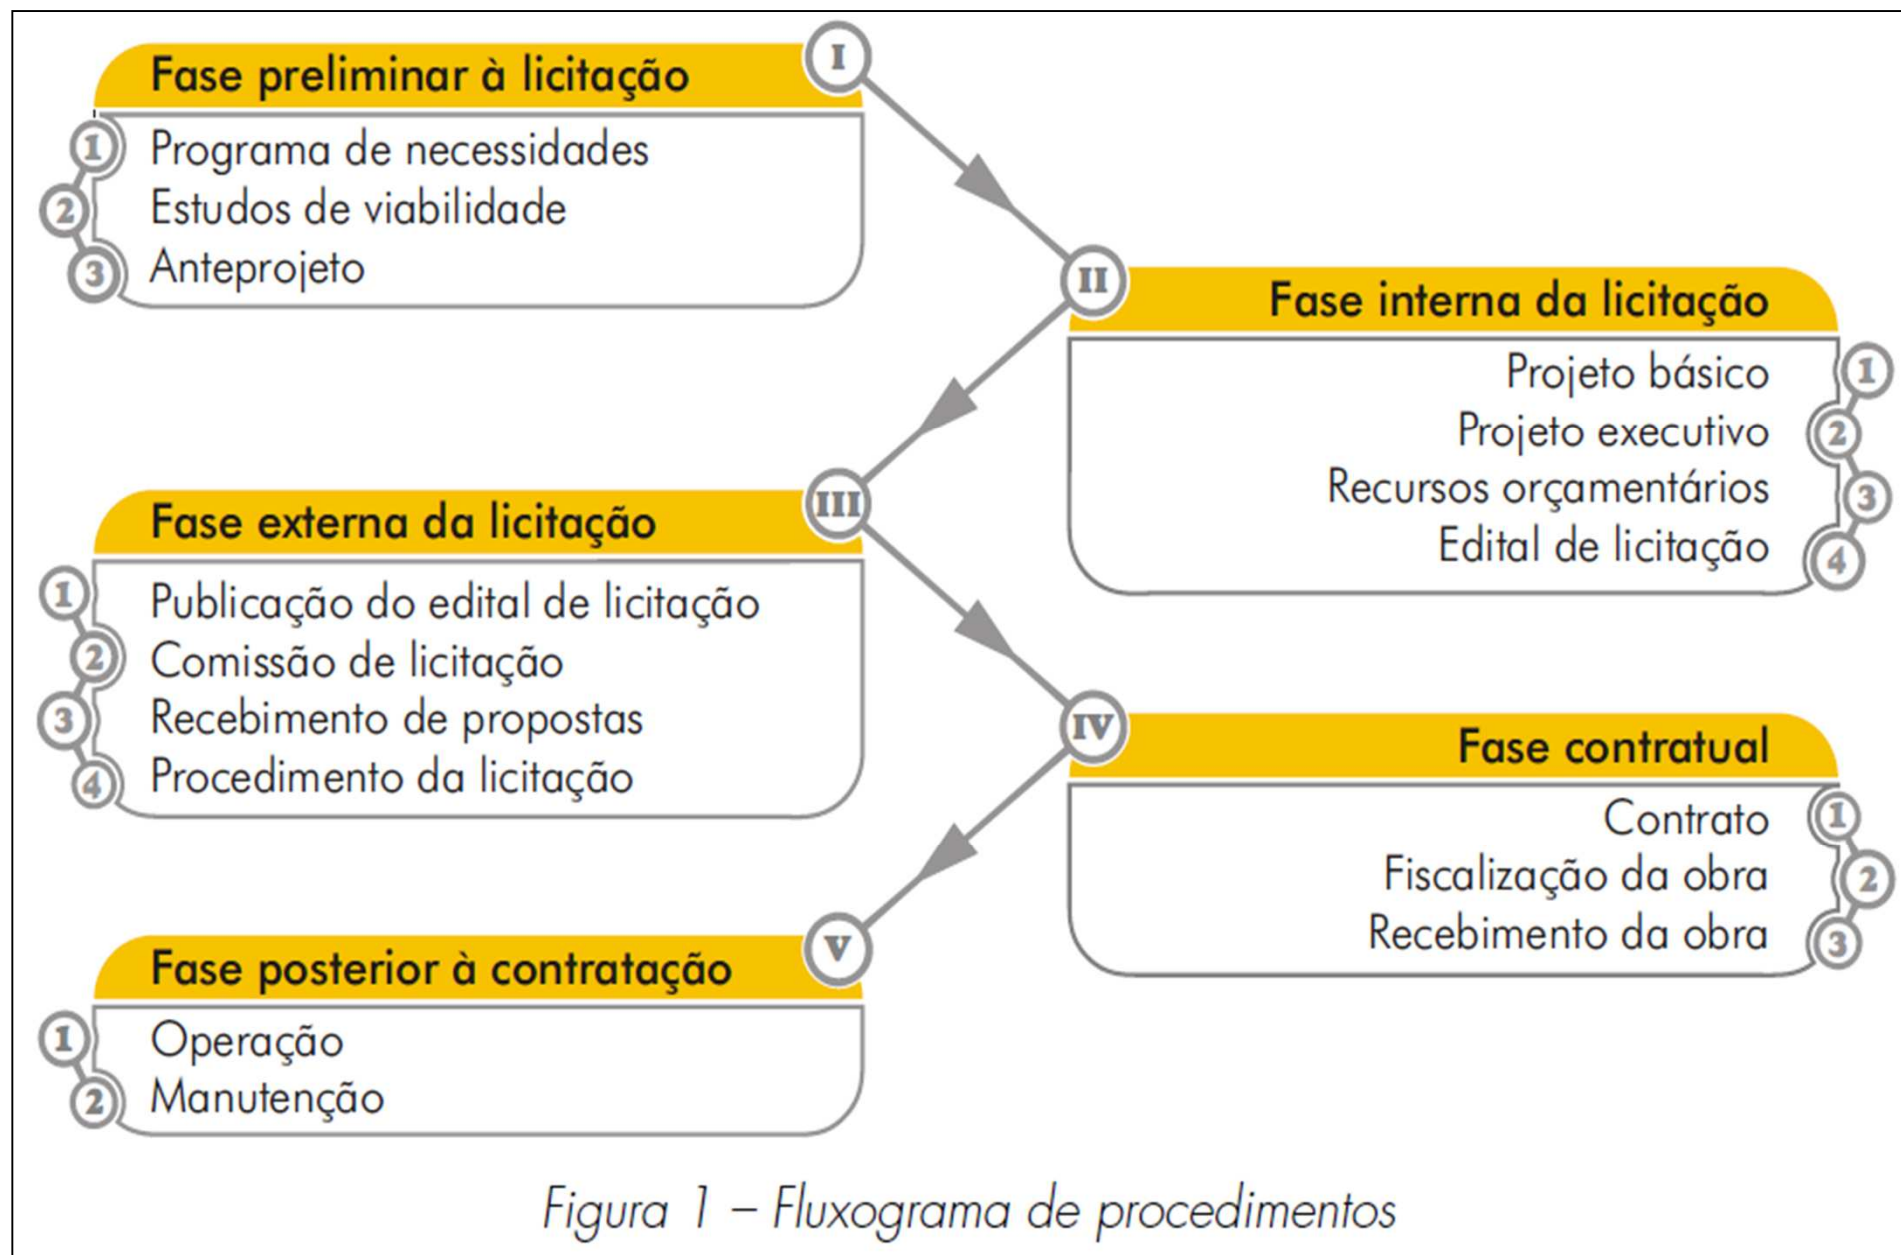 I
Fase preliminar à licitação
1 Programa de necessidades
2 Estudos de viabilidade
3 Anteprojeto
II
Fase interna da licitação
Projeto básico 1
Projeto executivo 2
Recursos orçamentários 3
Edital de licitação 4
III
Fase externa da licitação
1 Publicação do edital de licitação
2 Comissão de licitação
3 Recebimento de propostas
4 Procedimento da licitação
IV
Fase contratual
Contrato 1
Fiscalização da obra 2
Recebimento da obra 3
V
Fase posterior à contratação
1 Operação
2 Manutenção
Figura 1 – Fluxograma de procedimentos